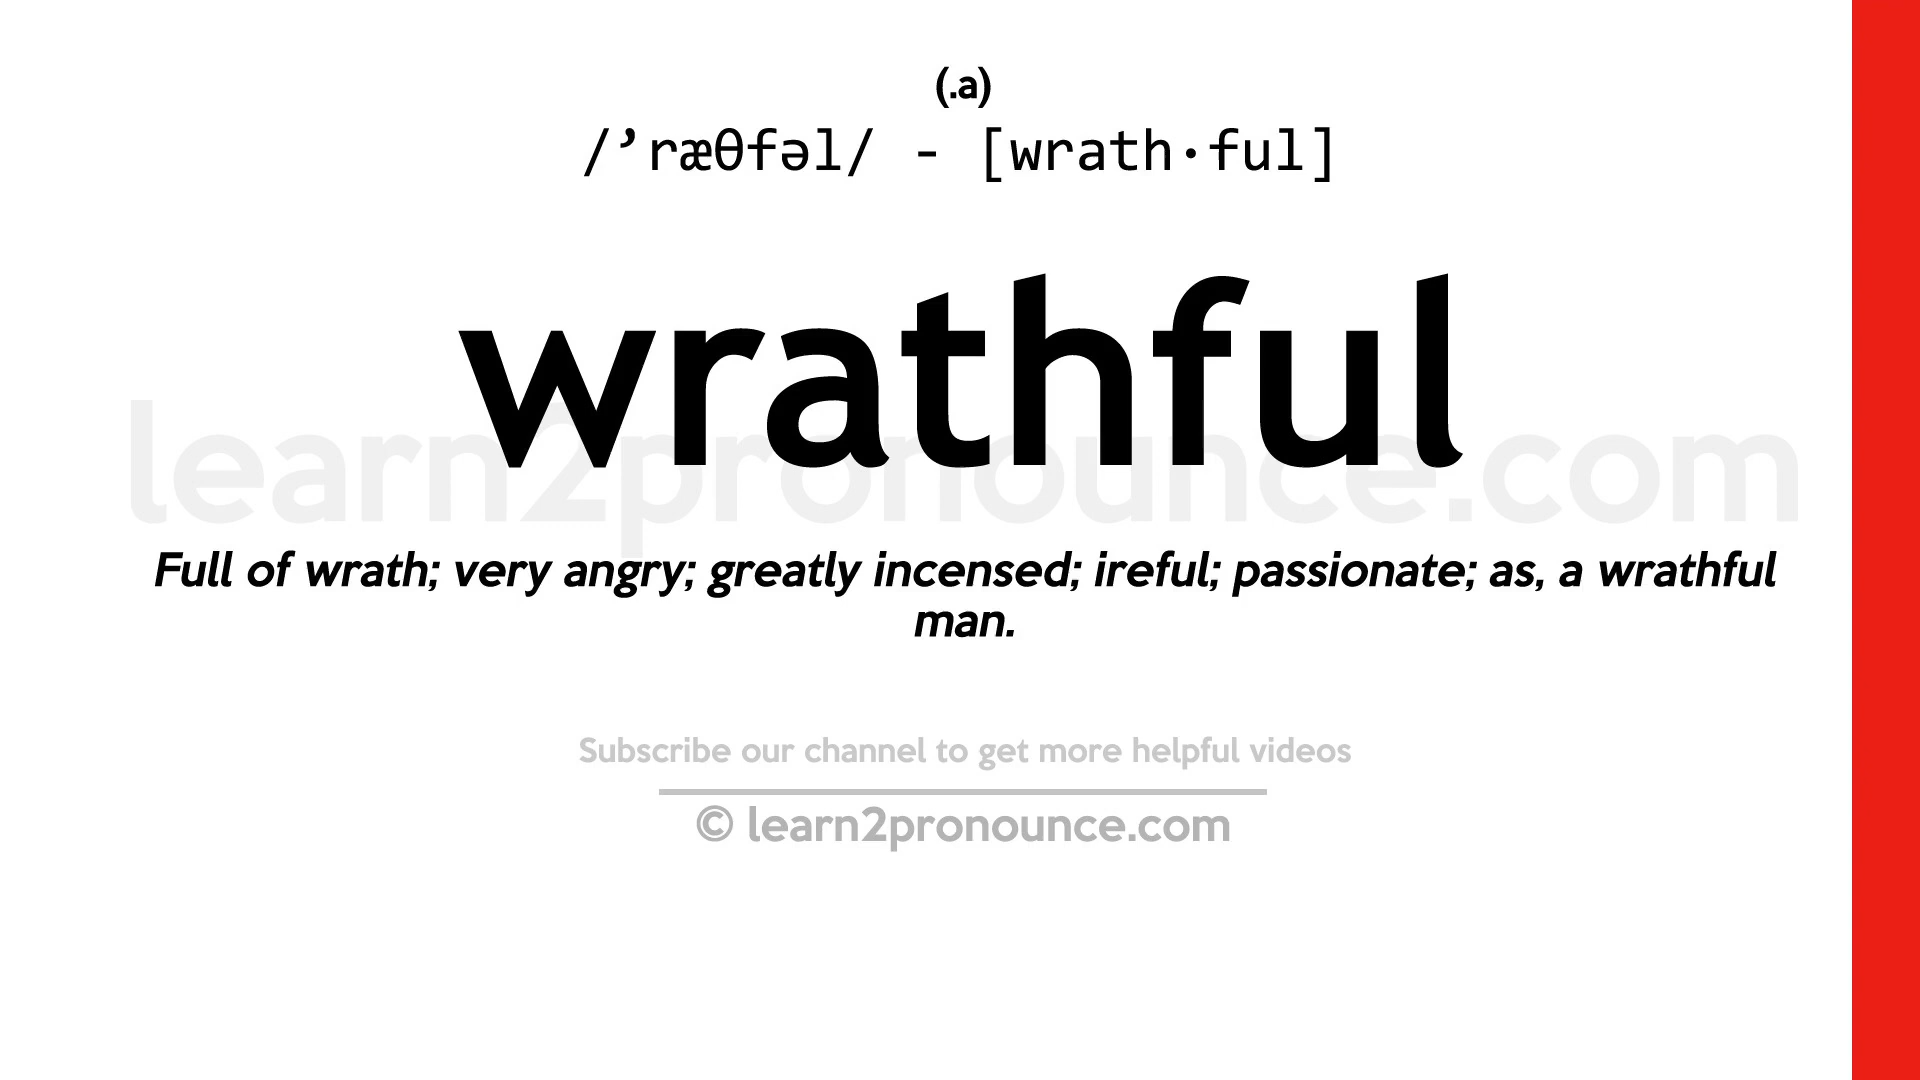 (.a)
/’ræθfəl/ - [wrath·ful]
wrathful
learn2pronounce.com
Full of wrath; very angry; greatly incensed; ireful; passionate; as, a wrathful
man.
Subscribe our channel to get more helpful videos
© learn2pronounce.com